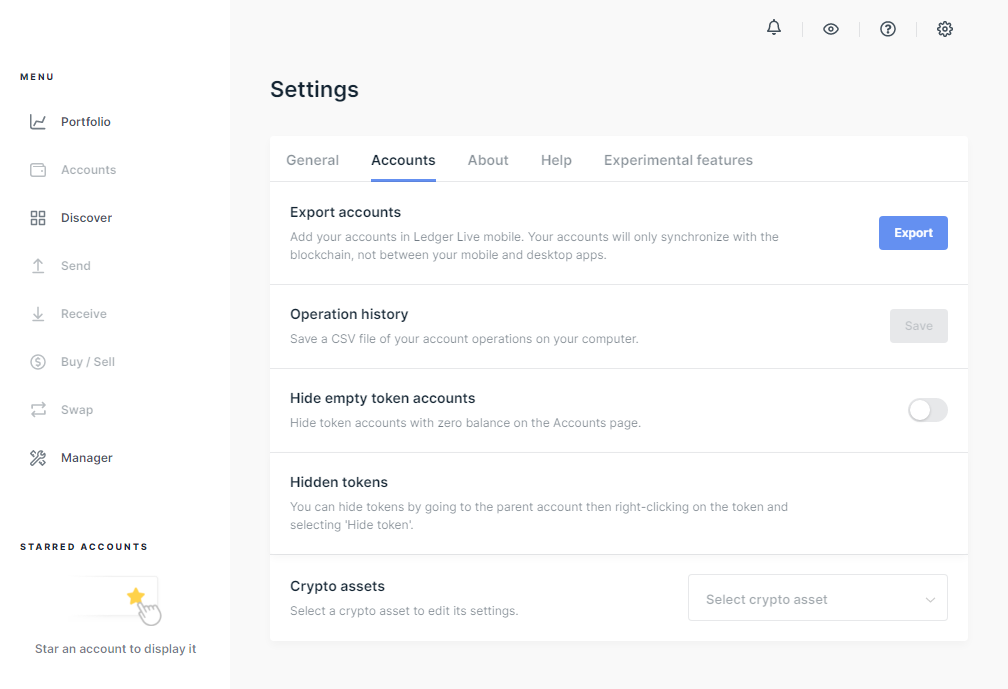 MENU
Portfolio
Accounts
Discover
Send
Receive
Buy / Sell
Swap
Manager
STARRED ACCOUNTS
Star an account to display it
Settings
General Accounts About Help Experimental features
Export accounts
Add your accounts in Ledger Live mobile. Your accounts will only synchronize with the
blockchain, not between your mobile and desktop apps.
Export
Operation history
Save a CSV file of your account operations on your computer.
Save
Hide empty token accounts
Hide token accounts with zero balance on the Accounts page.
Hidden tokens
You can hide tokens by going to the parent account then right-clicking on the token and
selecting 'Hide token'.
Crypto assets
Select a crypto asset to edit its settings.
Select crypto asset